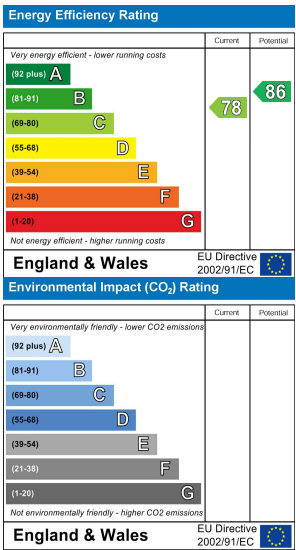 Energy Efficiency Rating
Current Potential
Very energy efficient - lower running costs
(92 plus) A
(81-91) B
(69-80) C
(55-68) D
(39-54) E
(21-38) F
(1-20) G
78
86
Not energy efficient - higher running costs
England & Wales
EU Directive
2002/91/EC
Environmental Impact (CO₂) Rating
Current Potential
Very environmentally friendly - lower CO2 emissions
(92 plus) A
(81-91) B
(69-80) C
(55-68) D
(39-54) E
(21-38) F
(1-20) G
Not environmentally friendly - higher CO2 emissions
England & Wales
EU Directive
2002/91/EC